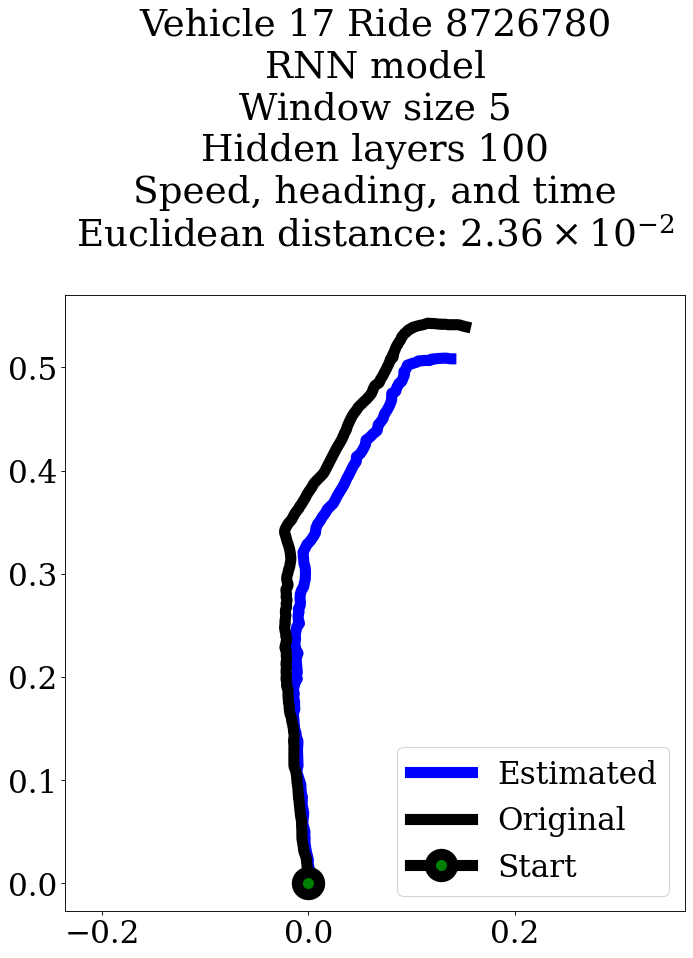 Vehicle 17 Ride 8726780
RNN model
Window size 5
Hidden layers 100
Speed, heading, and time
Euclidean distance: 2.36 × 10⁻²
0.5
0.4
0.3
0.2
0.1
0.0
Estimated
Original
Start
−0.2
0.0
0.2